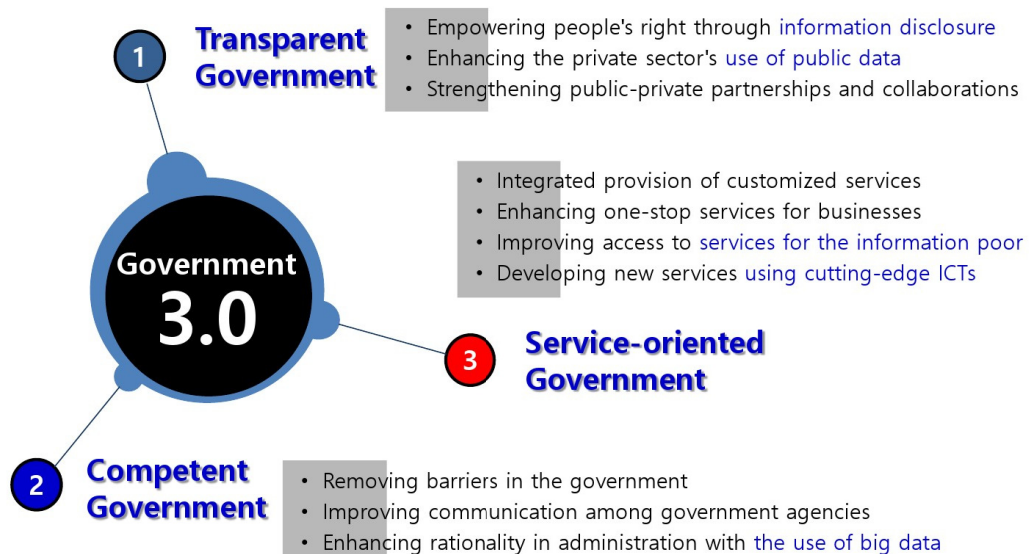 1
Transparent
Government
• Empowering people's right through information disclosure
• Enhancing the private sector's use of public data
• Strengthening public-private partnerships and collaborations
Government
3.0
• Integrated provision of customized services
• Enhancing one-stop services for businesses
• Improving access to services for the information poor
• Developing new services using cutting-edge ICTs
3
Service-oriented
Government
2
Competent
Government
• Removing barriers in the government
• Improving communication among government agencies
• Enhancing rationality in administration with the use of big data